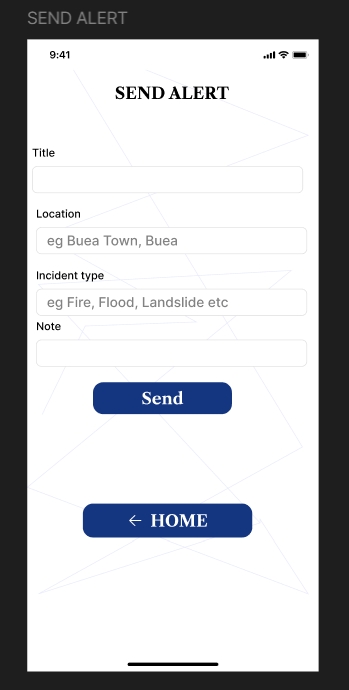 SEND ALERT
9:41
SEND ALERT
Title
Location
eg Buea Town, Buea
Incident type
eg Fire, Flood, Landslide etc
Note
Send
← HOME